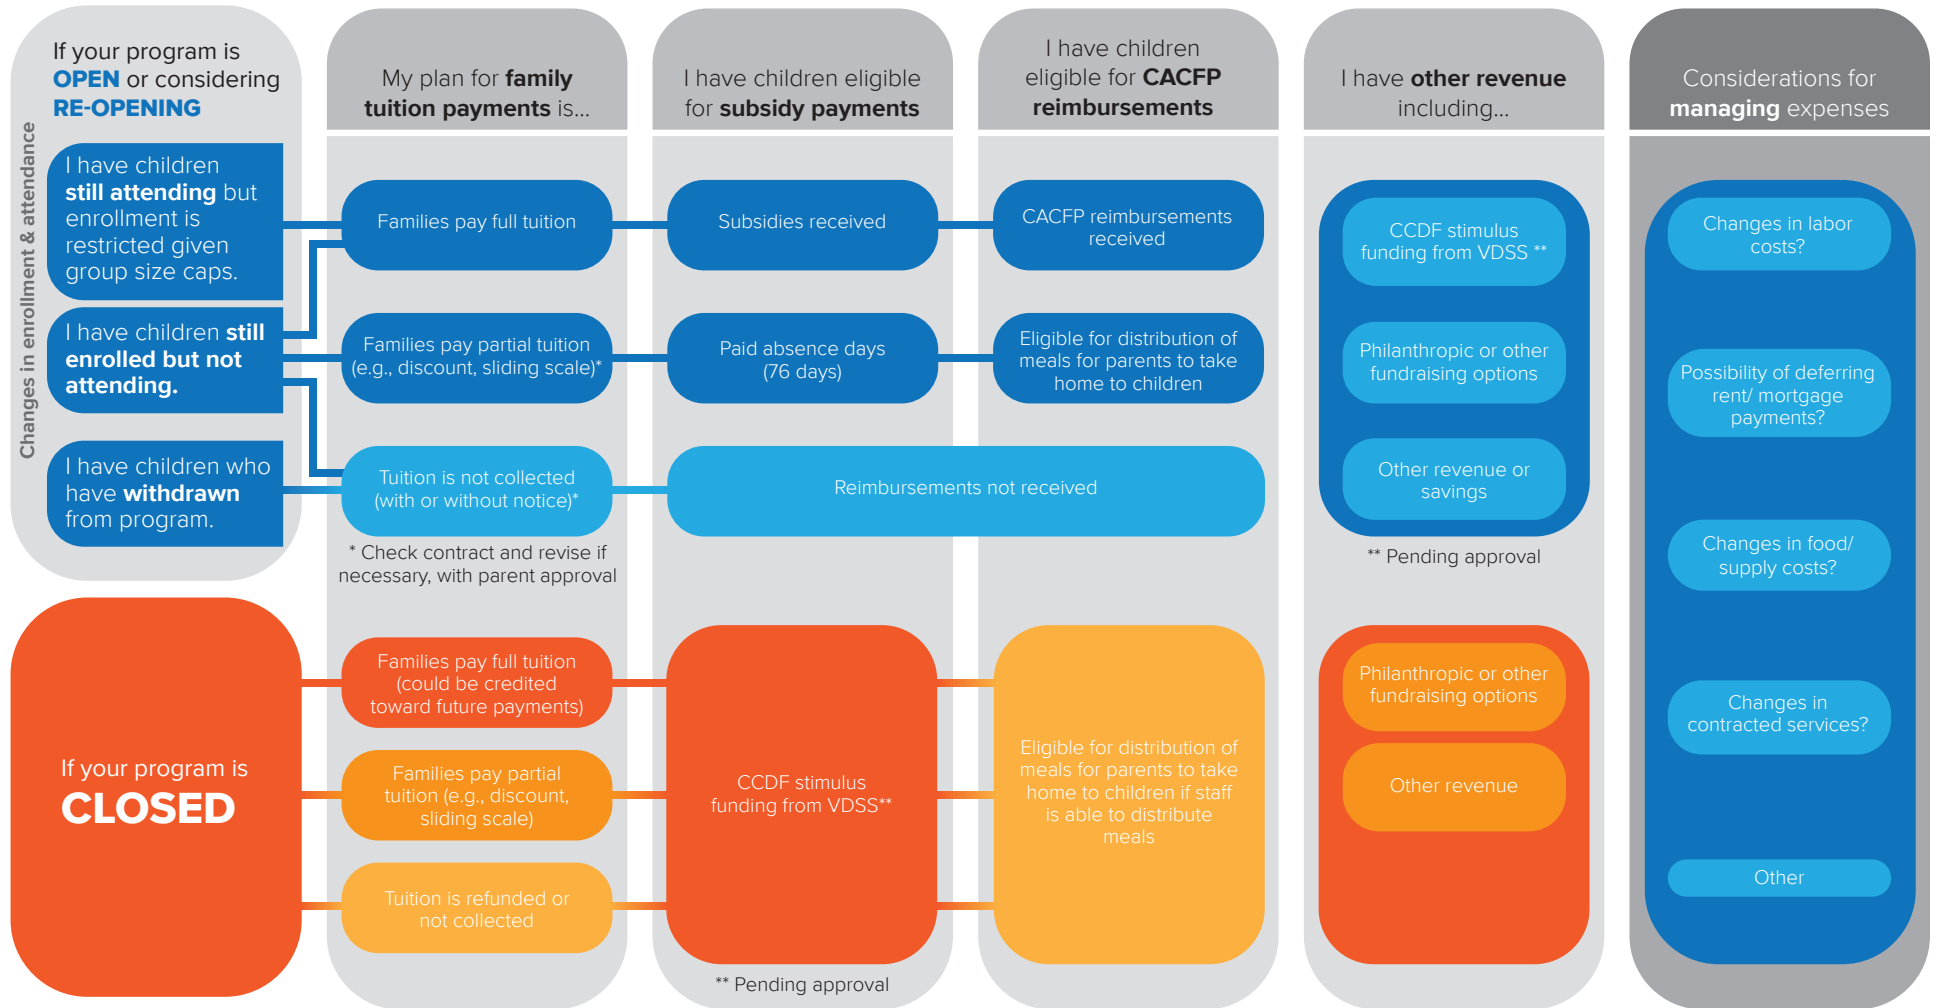 If your program is
OPEN or considering
RE-OPENING
Changes in enrollment & attendance
I have children
still attending but
enrollment is
restricted given
group size caps.
I have children still
enrolled but not
attending.
I have children who
have withdrawn
from program.
My plan for family
tuition payments is...
Families pay full tuition
Families pay partial tuition
(e.g., discount, sliding scale)*
Tuition is not collected
(with or without notice)*
* Check contract and revise if
necessary, with parent approval
I have children eligible
for subsidy payments
Subsidies received
Paid absence days
(76 days)
I have children
eligible for CACFP
reimbursements
CACFP reimbursements
received
Eligible for distribution of
meals for parents to take
home to children
Reimbursements not received
I have other revenue
including...
CCDF stimulus
funding from VDSS **
Philanthropic or other
fundraising options
Other revenue or
savings
** Pending approval
Considerations for
managing expenses
Changes in labor
costs?
Possibility of deferring
rent/ mortgage
payments?
Changes in food/
supply costs?
Changes in
contracted services?
Other
If your program is
CLOSED
Families pay full tuition
(could be credited
toward future payments)
Families pay partial
tuition (e.g., discount,
sliding scale)
Tuition is refunded or
not collected
CCDF stimulus
funding from VDSS**
** Pending approval
Eligible for distribution of
meals for parents to take
home to children if staff
is able to distribute
meals
Philanthropic or other
fundraising options
Other revenue